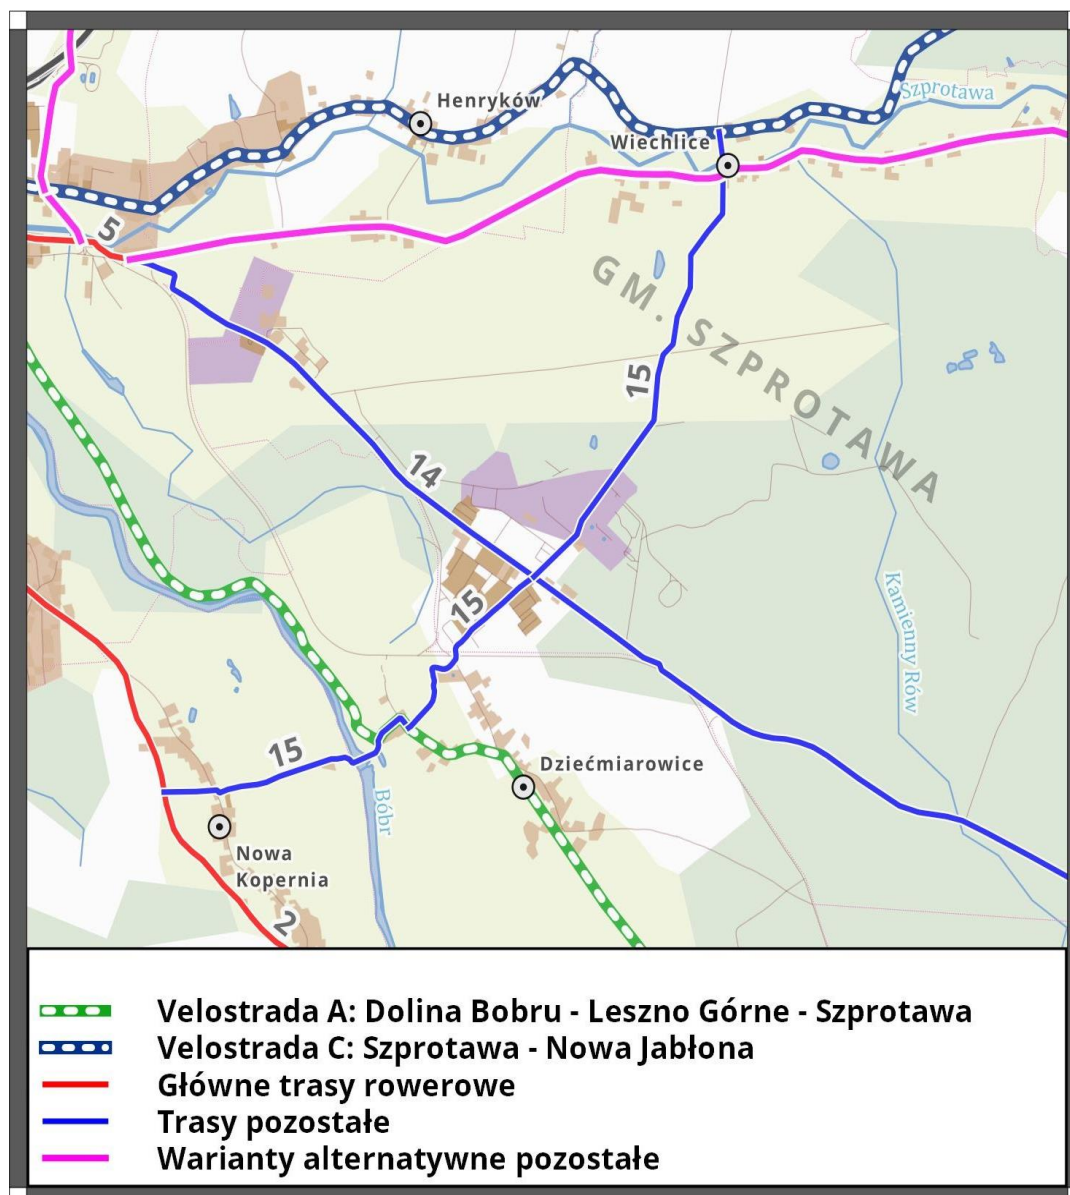 Henryków
Szprotawa
Wiechlice
5
GM. SZPROTAWA
15
14
15
Kamienny Rów
15
Dziećmiarowice
Bóbr
Nowa
Kopernia
2
Velostrada A: Dolina Bobru - Leszno Górne - Szprotawa
Velostrada C: Szprotawa - Nowa Jabłona
Główne trasy rowerowe
Trasy pozostałe
Warianty alternatywne pozostałe